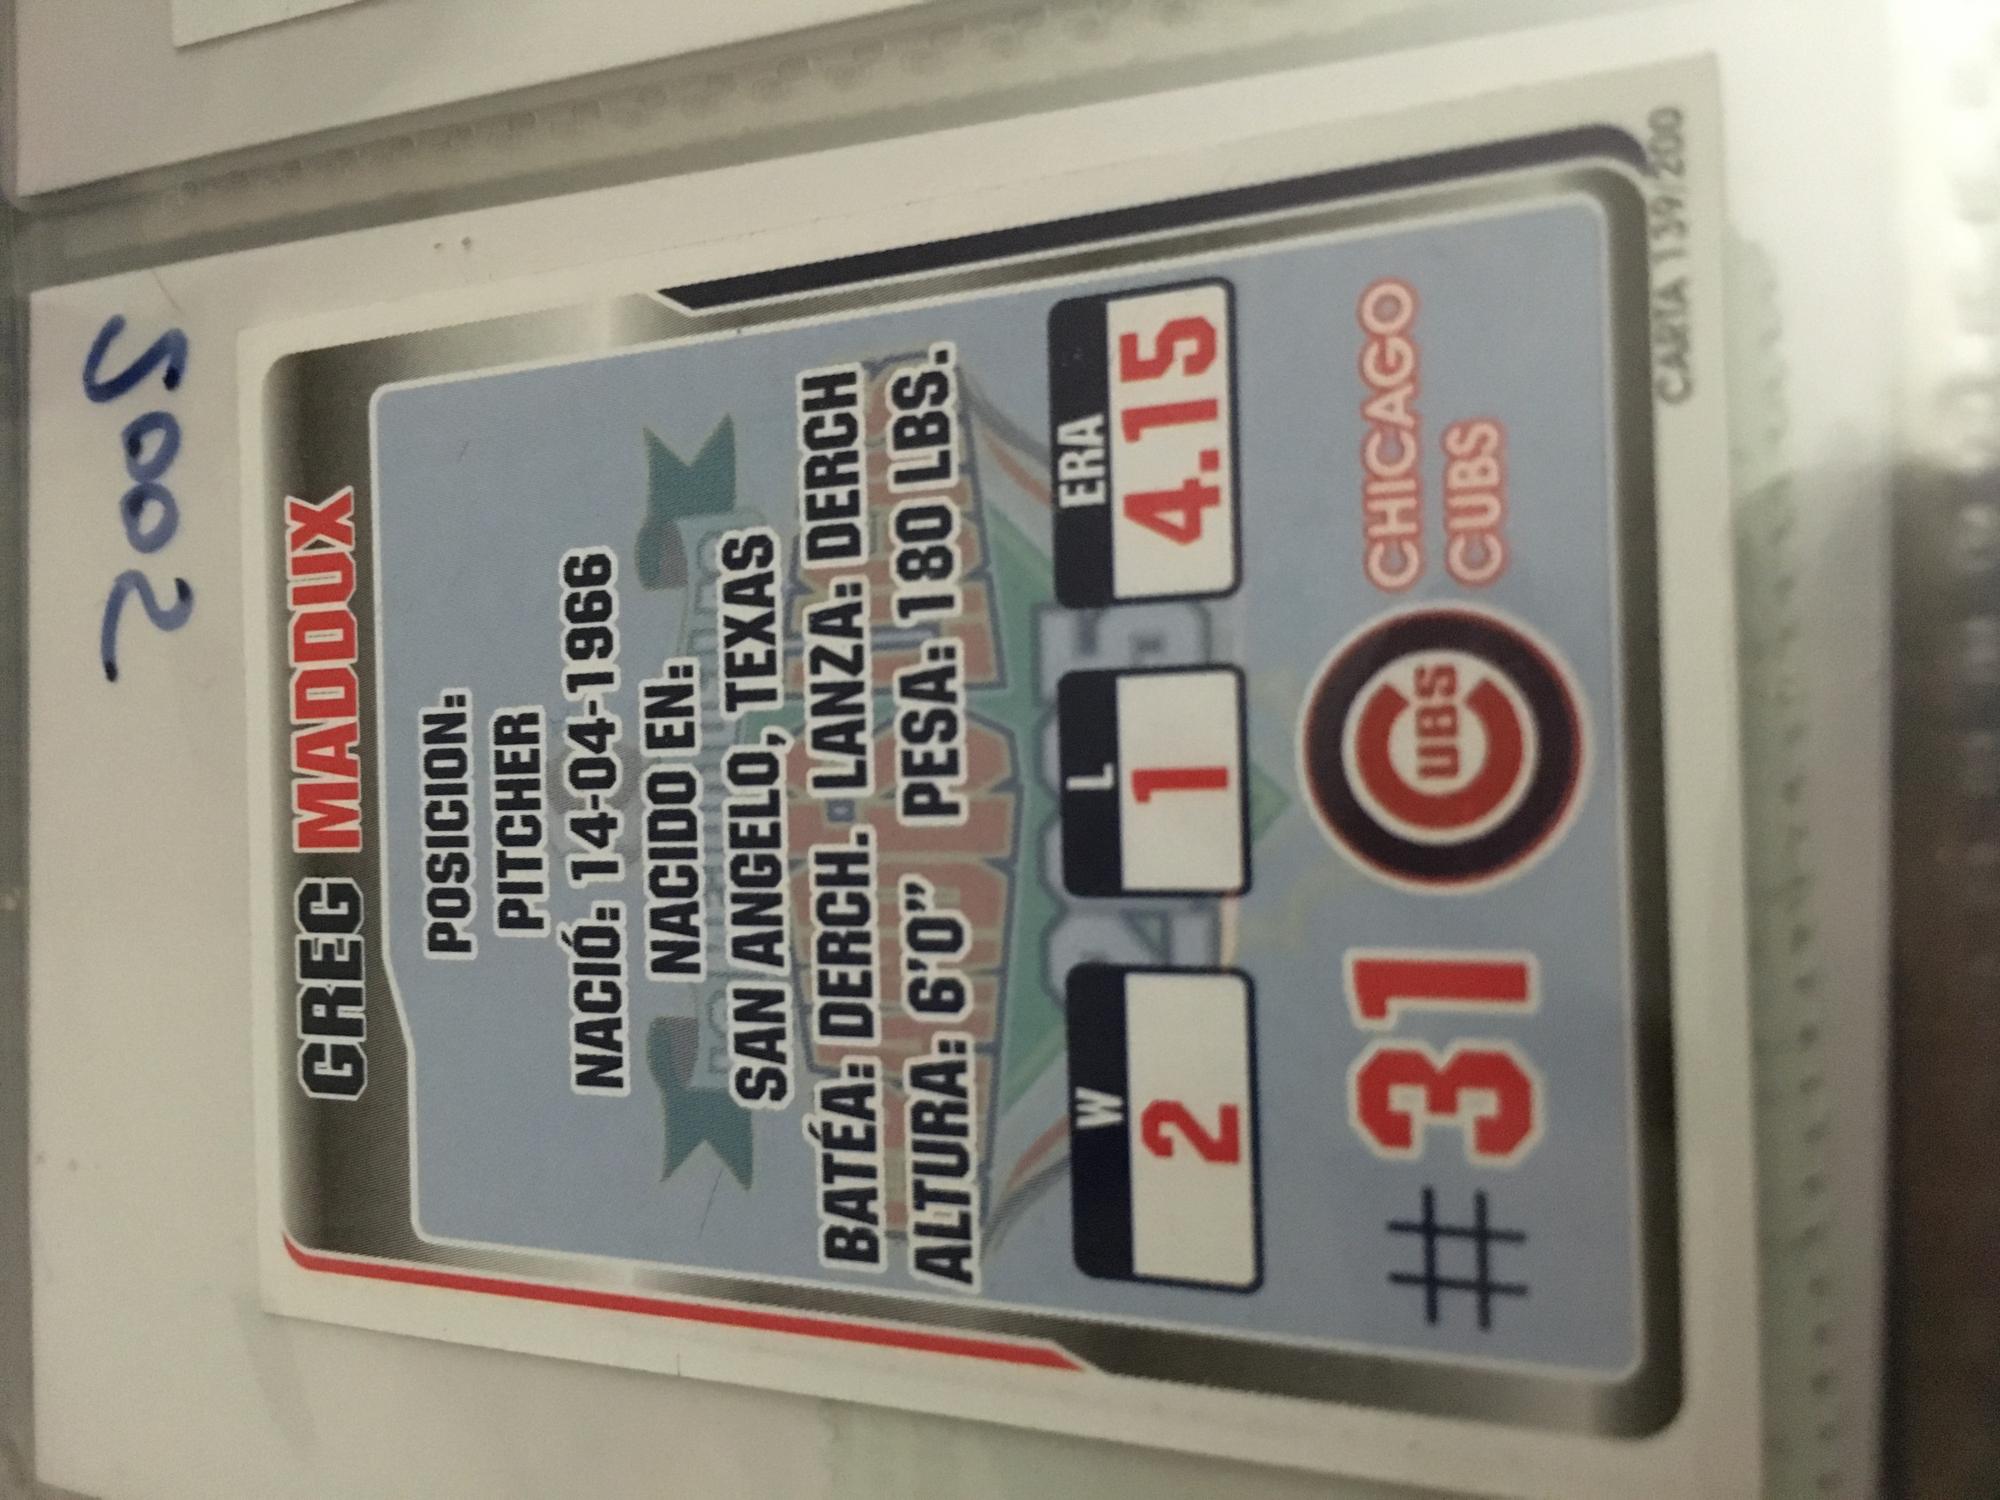 2005
GREG MADDUX
POSICION:
PITCHER
NACIÓ: 14-04-1966
NACIDO EN:
SAN ANGELO, TEXAS
BATÉA: DERCH. LANZA: DERCH
ALTURA: 6'0” PESA: 180 LBS.
W L ERA
2 1 4.15
#31 CUBS CHICAGO
CUBS
CARTA 139/200